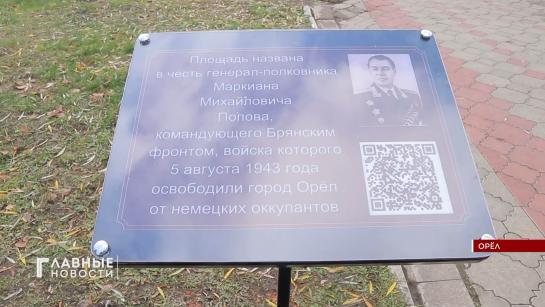 Площадь названа
в честь генерал-полковника
Маркиана
Михайловича
Попова,
командующего Брянским
фронтом, войска которого
5 августа 1943 года
освободили город Орёл
от немецких оккупантов
ОРЁЛ
ГЛАВНЫЕ
НОВОСТИ